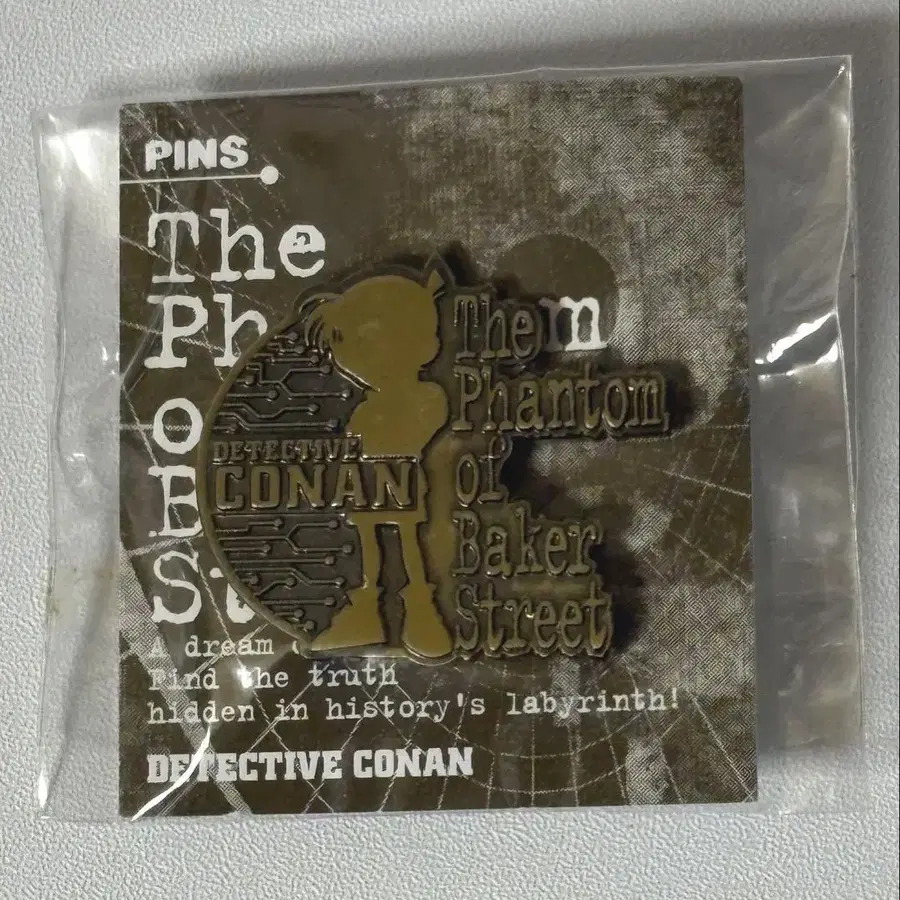 PINS
The
Ph m
o
B
St
DETECTIVE
CONAN
The
Phantom
of
Baker
Street
A dream
Find the truth
hidden in history's labyrinth!
DETECTIVE CONAN